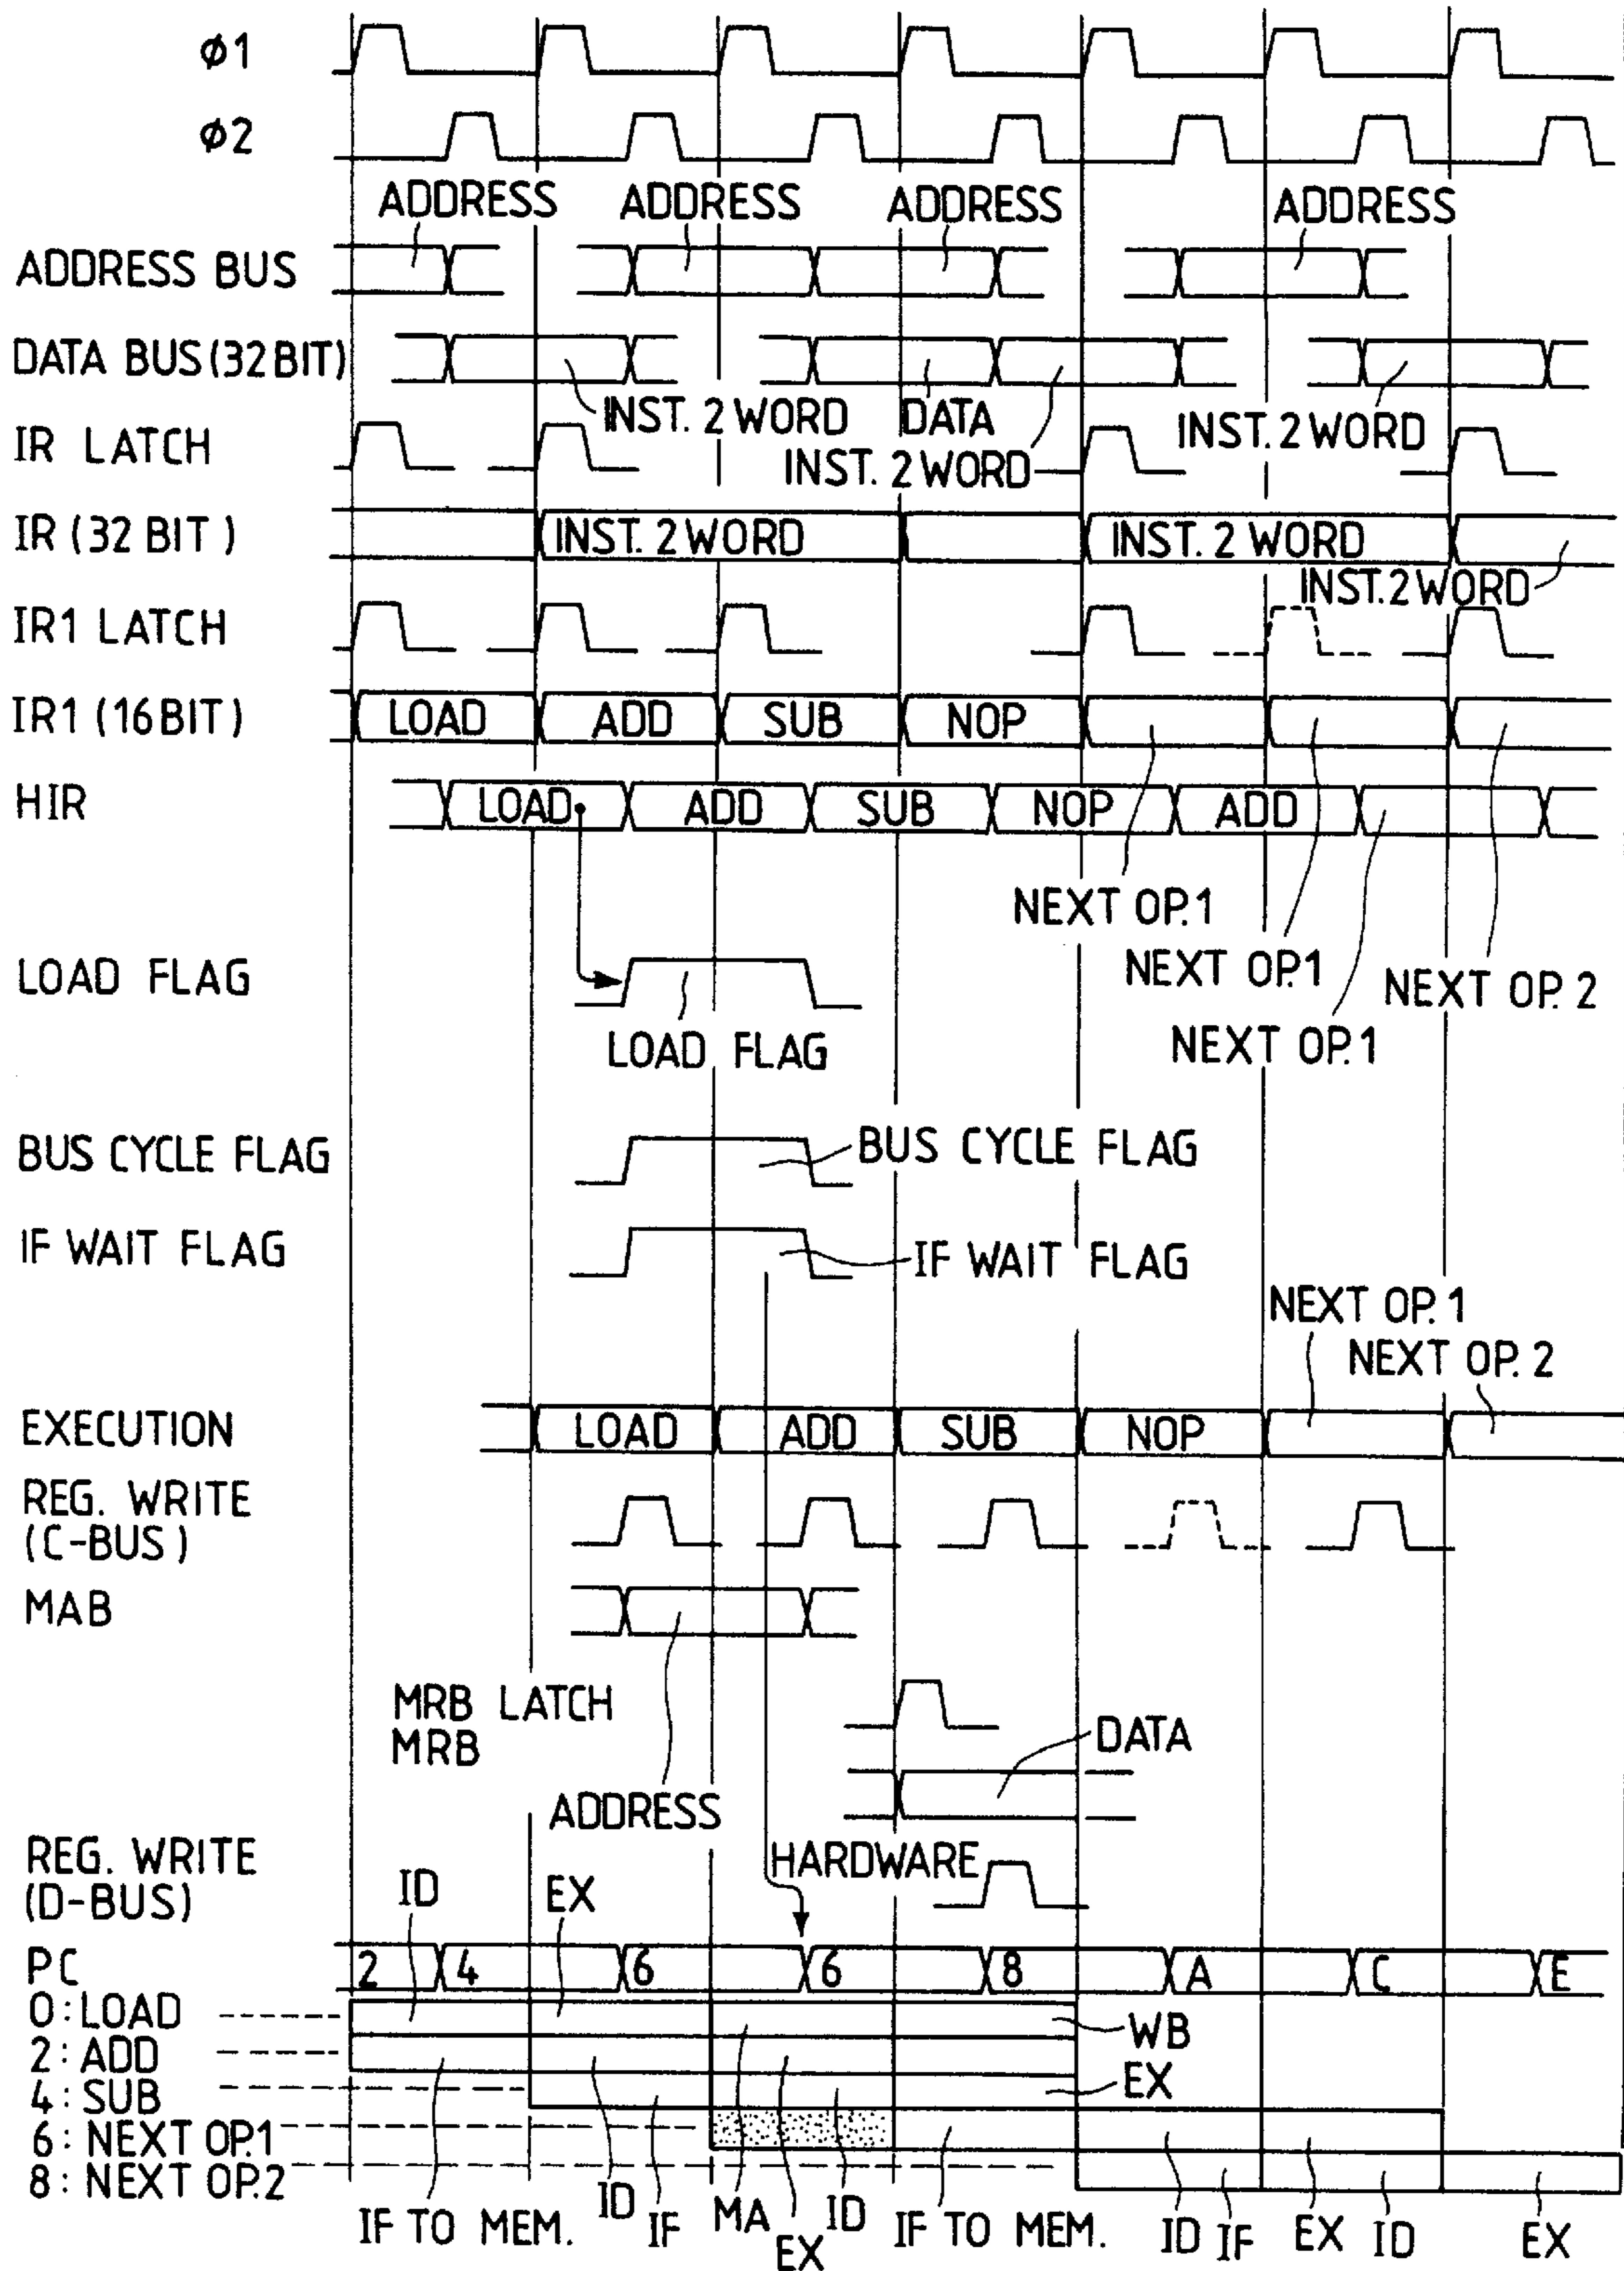 ø1
ø2
ADDRESS ADDRESS ADDRESS ADDRESS
ADDRESS BUS
DATA BUS (32 BIT)
INST. 2 WORD DATA INST. 2 WORD
IR LATCH
INST. 2 WORD
IR (32 BIT) INST. 2 WORD INST. 2 WORD
INST. 2 WORD
IR1 LATCH
IR1 (16 BIT) LOAD ADD SUB NOP
HIR LOAD ADD SUB NOP ADD
NEXT OP. 1
LOAD FLAG NEXT OP. 1 NEXT OP. 2
LOAD FLAG NEXT OP. 1
BUS CYCLE FLAG BUS CYCLE FLAG
IF WAIT FLAG IF WAIT FLAG
NEXT OP. 1
NEXT OP. 2
EXECUTION LOAD ADD SUB NOP
REG. WRITE
(C-BUS)
MAB
MRB LATCH
MRB DATA
ADDRESS
REG. WRITE HARDWARE
(D-BUS) ID EX
PC 2 4 6 6 8 A C E
0 : LOAD WB
2 : ADD
4 : SUB EX
6 : NEXT OP.1
8 : NEXT OP.2
IF TO MEM. ID IF MA EX ID IF TO MEM. ID IF EX ID EX